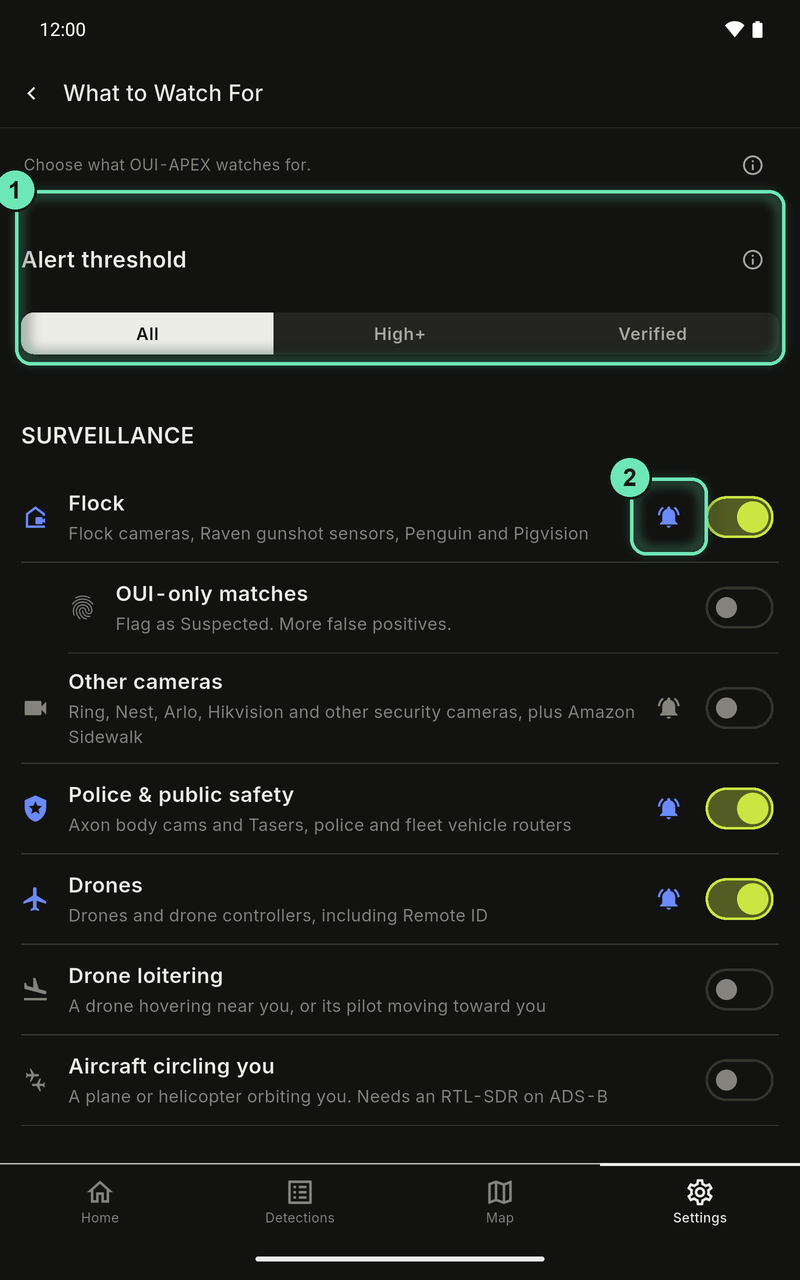 12:00
What to Watch For
Choose what OUI-APEX watches for.
1
Alert threshold
All High+ Verified
SURVEILLANCE
2
Flock
Flock cameras, Raven gunshot sensors, Penguin and Pigvision
OUI-only matches
Flag as Suspected. More false positives.
Other cameras
Ring, Nest, Arlo, Hikvision and other security cameras, plus Amazon
Sidewalk
Police & public safety
Axon body cams and Tasers, police and fleet vehicle routers
Drones
Drones and drone controllers, including Remote ID
Drone loitering
A drone hovering near you, or its pilot moving toward you
Aircraft circling you
A plane or helicopter orbiting you. Needs an RTL-SDR on ADS-B
Home Detections Map Settings